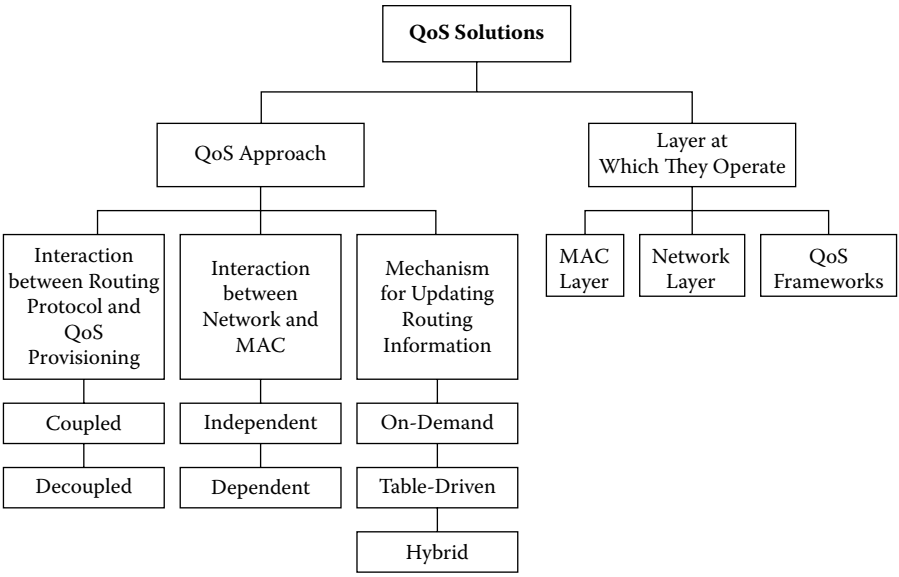 QoS Solutions
QoS Approach
Layer at
Which They Operate
Interaction
between Routing
Protocol and
QoS
Provisioning
Interaction
between
Network and
MAC
Mechanism
for Updating
Routing
Information
MAC
Layer
Network
Layer
QoS
Frameworks
Coupled
Independent
On-Demand
Decoupled
Dependent
Table-Driven
Hybrid